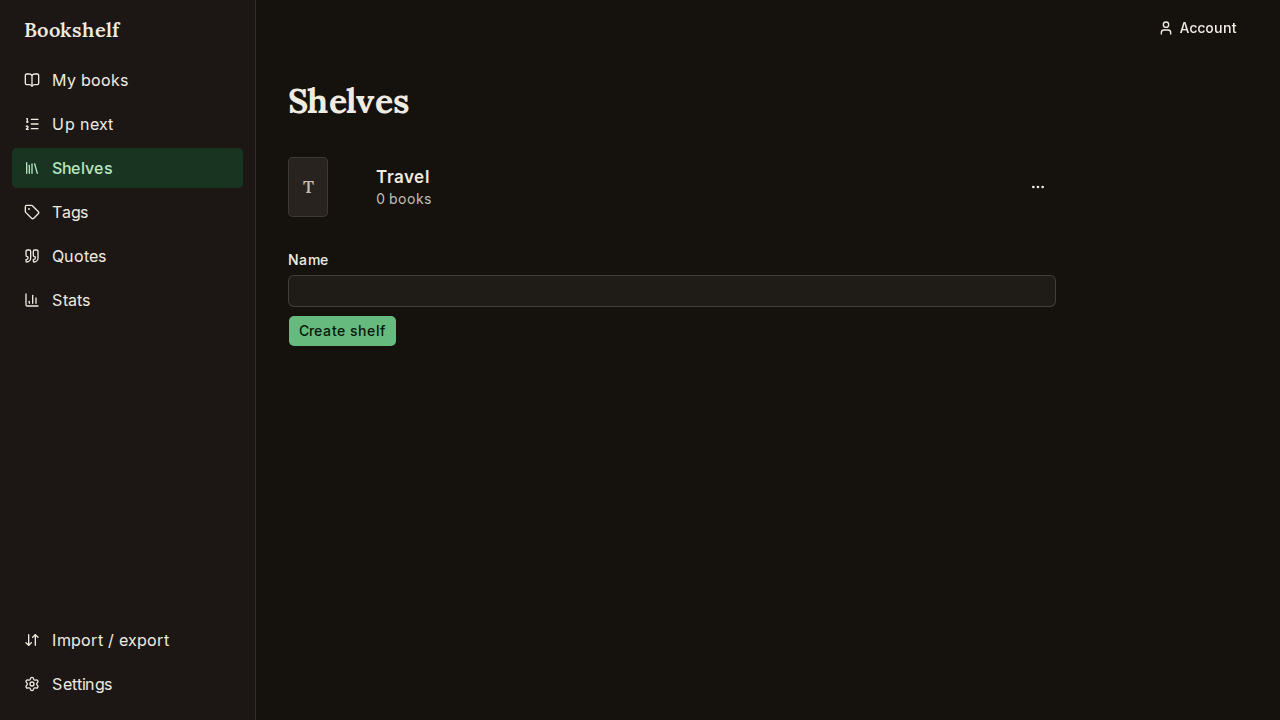 Bookshelf
My books
Up next
Shelves
Tags
Quotes
Stats
Import / export
Settings
Account
Shelves
T
Travel
0 books
Name
Create shelf